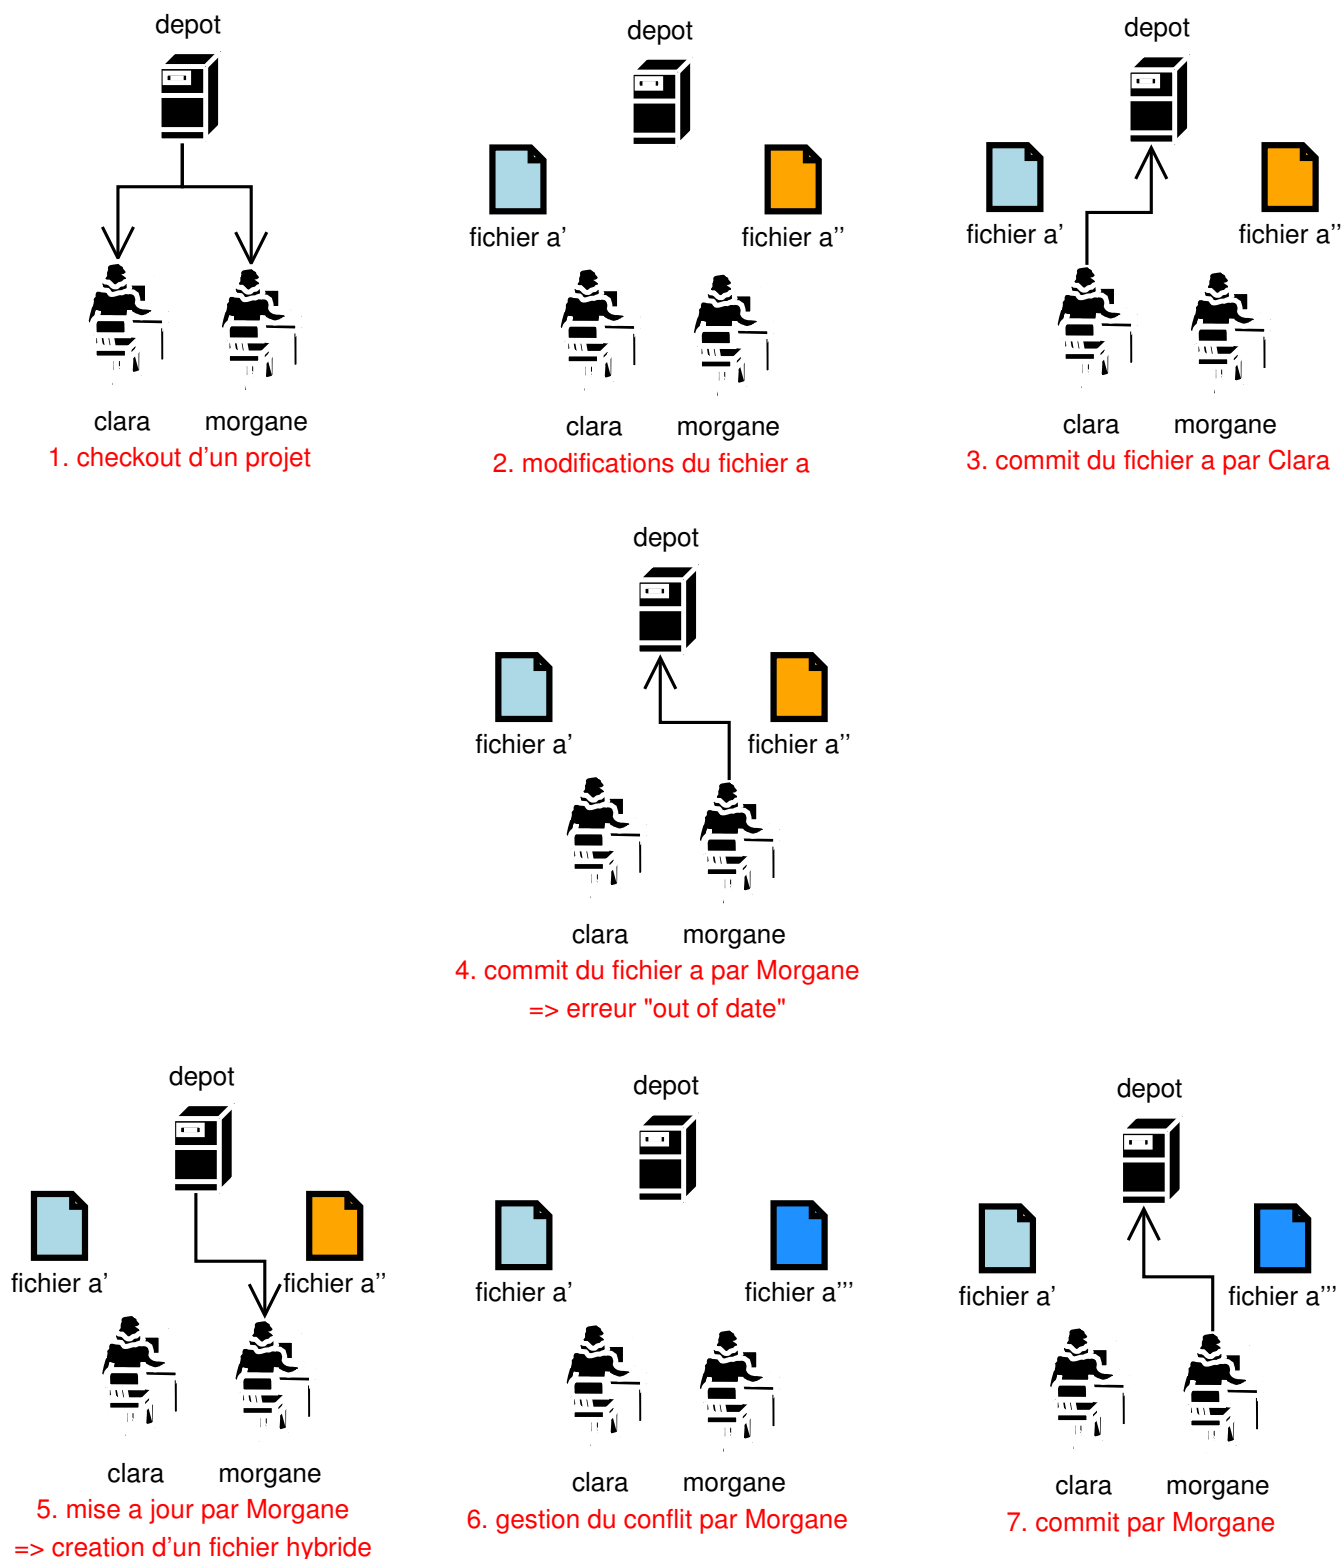 depot
clara morgane
1. checkout d'un projet
depot
fichier a' fichier a''
clara morgane
2. modifications du fichier a
depot
fichier a' fichier a''
clara morgane
3. commit du fichier a par Clara
depot
fichier a' fichier a''
clara morgane
4. commit du fichier a par Morgane
=> erreur "out of date"
depot
fichier a' fichier a''
clara morgane
5. mise a jour par Morgane
=> creation d'un fichier hybride
depot
fichier a' fichier a'''
clara morgane
6. gestion du conflit par Morgane
depot
fichier a' fichier a'''
clara morgane
7. commit par Morgane